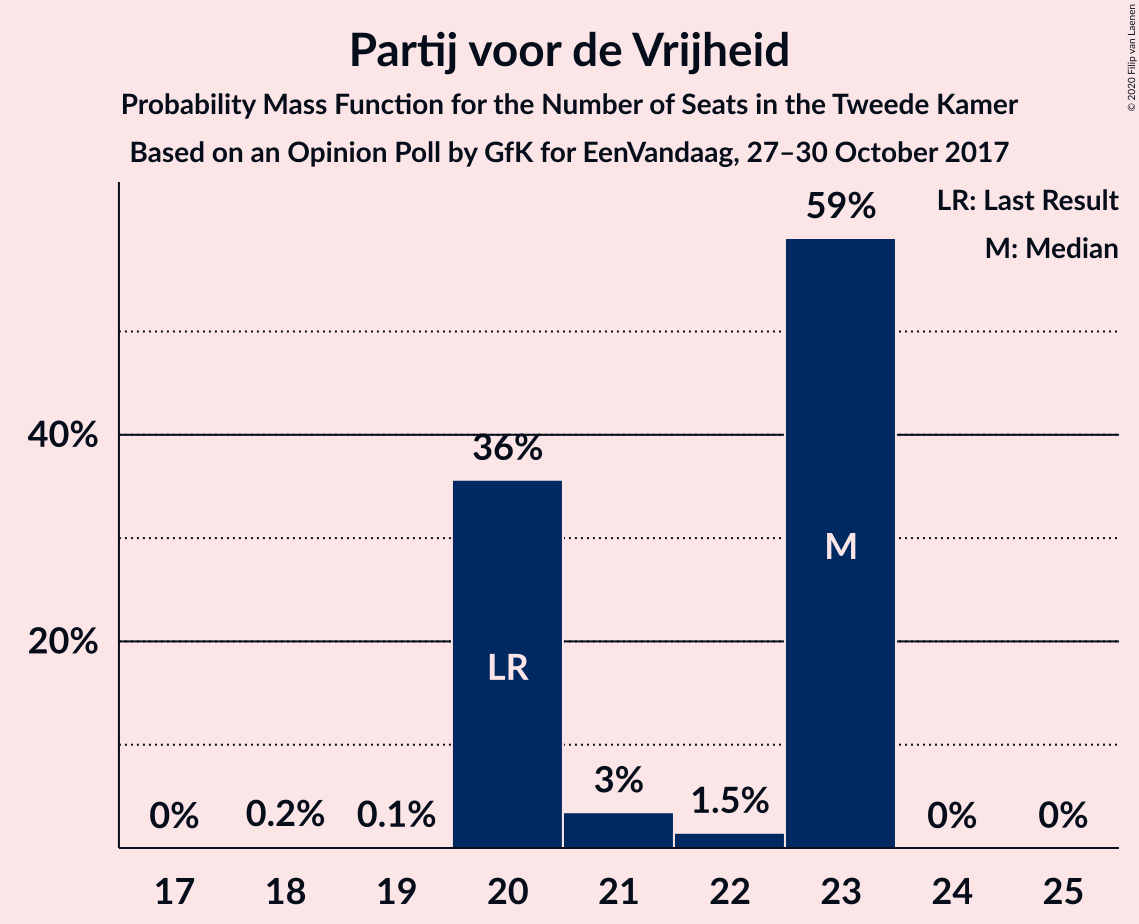 Partij voor de Vrijheid
Probability Mass Function for the Number of Seats in the Tweede Kamer
Based on an Opinion Poll by GfK for EenVandaag, 27–30 October 2017
© 2020 Filip van Laenen
LR: Last Result
M: Median
59%
40%
36%
M
20%
LR
3%
1.5%
0%
0.2%
0.1%
0%
0%
17
18
19
20
21
22
23
24
25